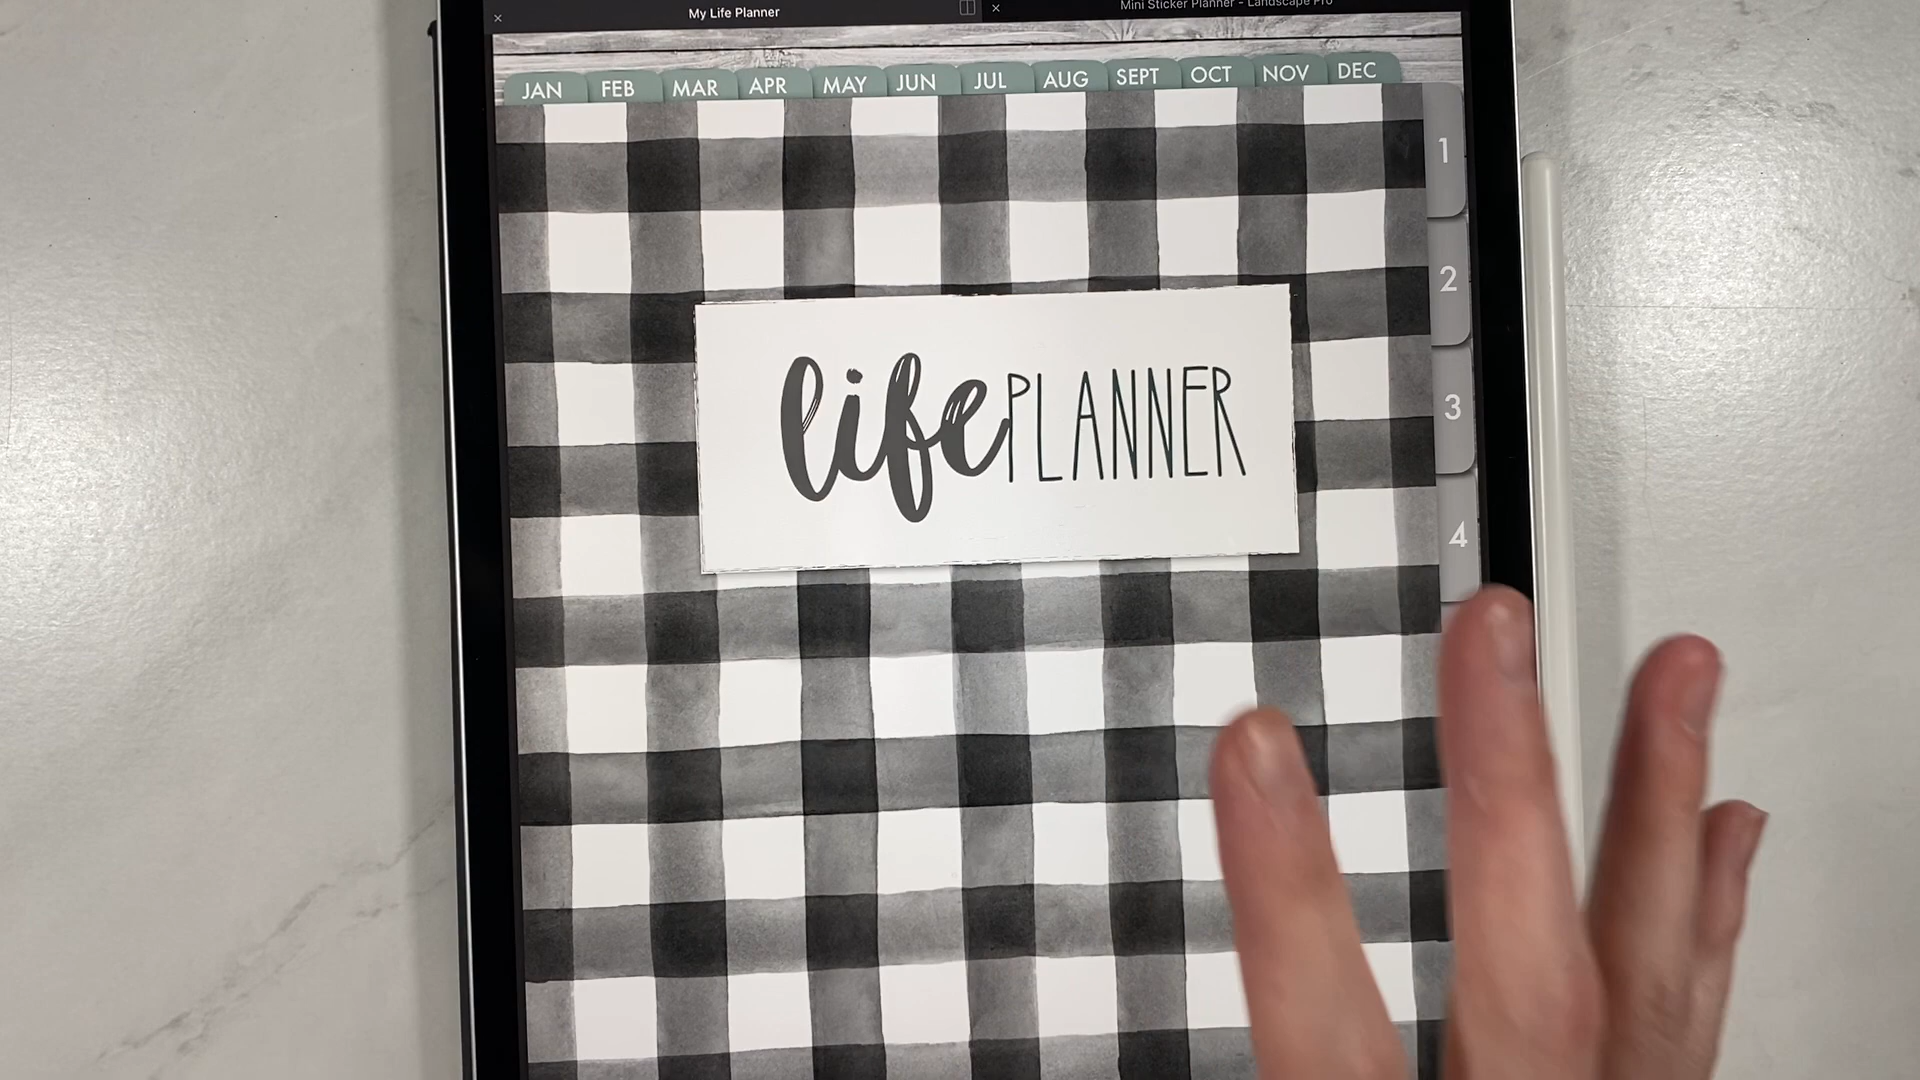 My Life Planner
Mini Sticker Planner - Landscape Pro
JAN FEB MAR APR MAY JUN JUL AUG SEPT OCT NOV DEC
life PLANNER
1
2
3
4